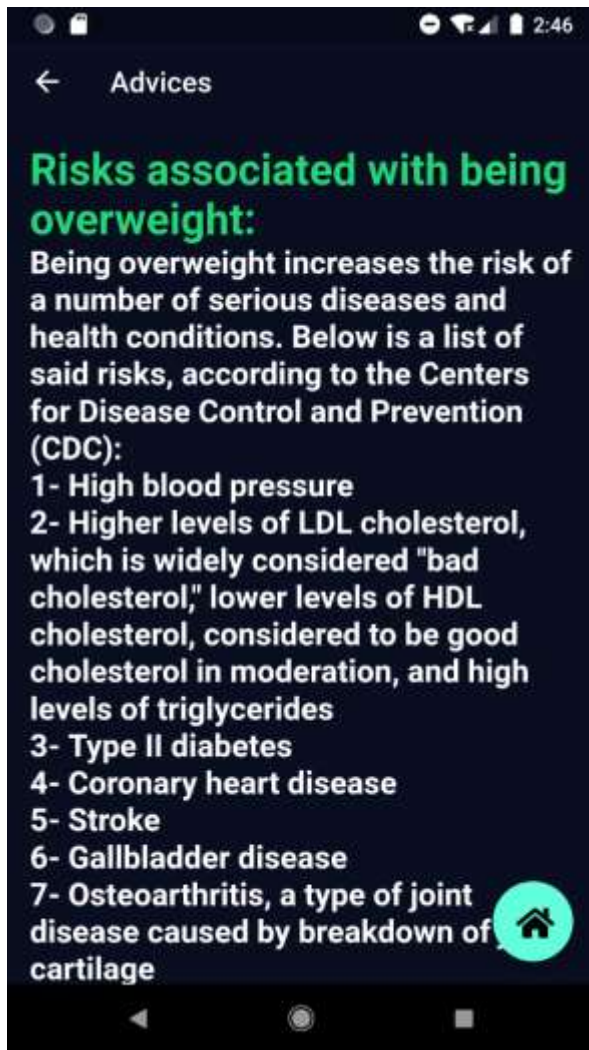 2:46
Advices
Risks associated with being
overweight:
Being overweight increases the risk of
a number of serious diseases and
health conditions. Below is a list of
said risks, according to the Centers
for Disease Control and Prevention
(CDC):
1- High blood pressure
2- Higher levels of LDL cholesterol,
which is widely considered "bad
cholesterol," lower levels of HDL
cholesterol, considered to be good
cholesterol in moderation, and high
levels of triglycerides
3- Type II diabetes
4- Coronary heart disease
5- Stroke
6- Gallbladder disease
7- Osteoarthritis, a type of joint
disease caused by breakdown of
cartilage